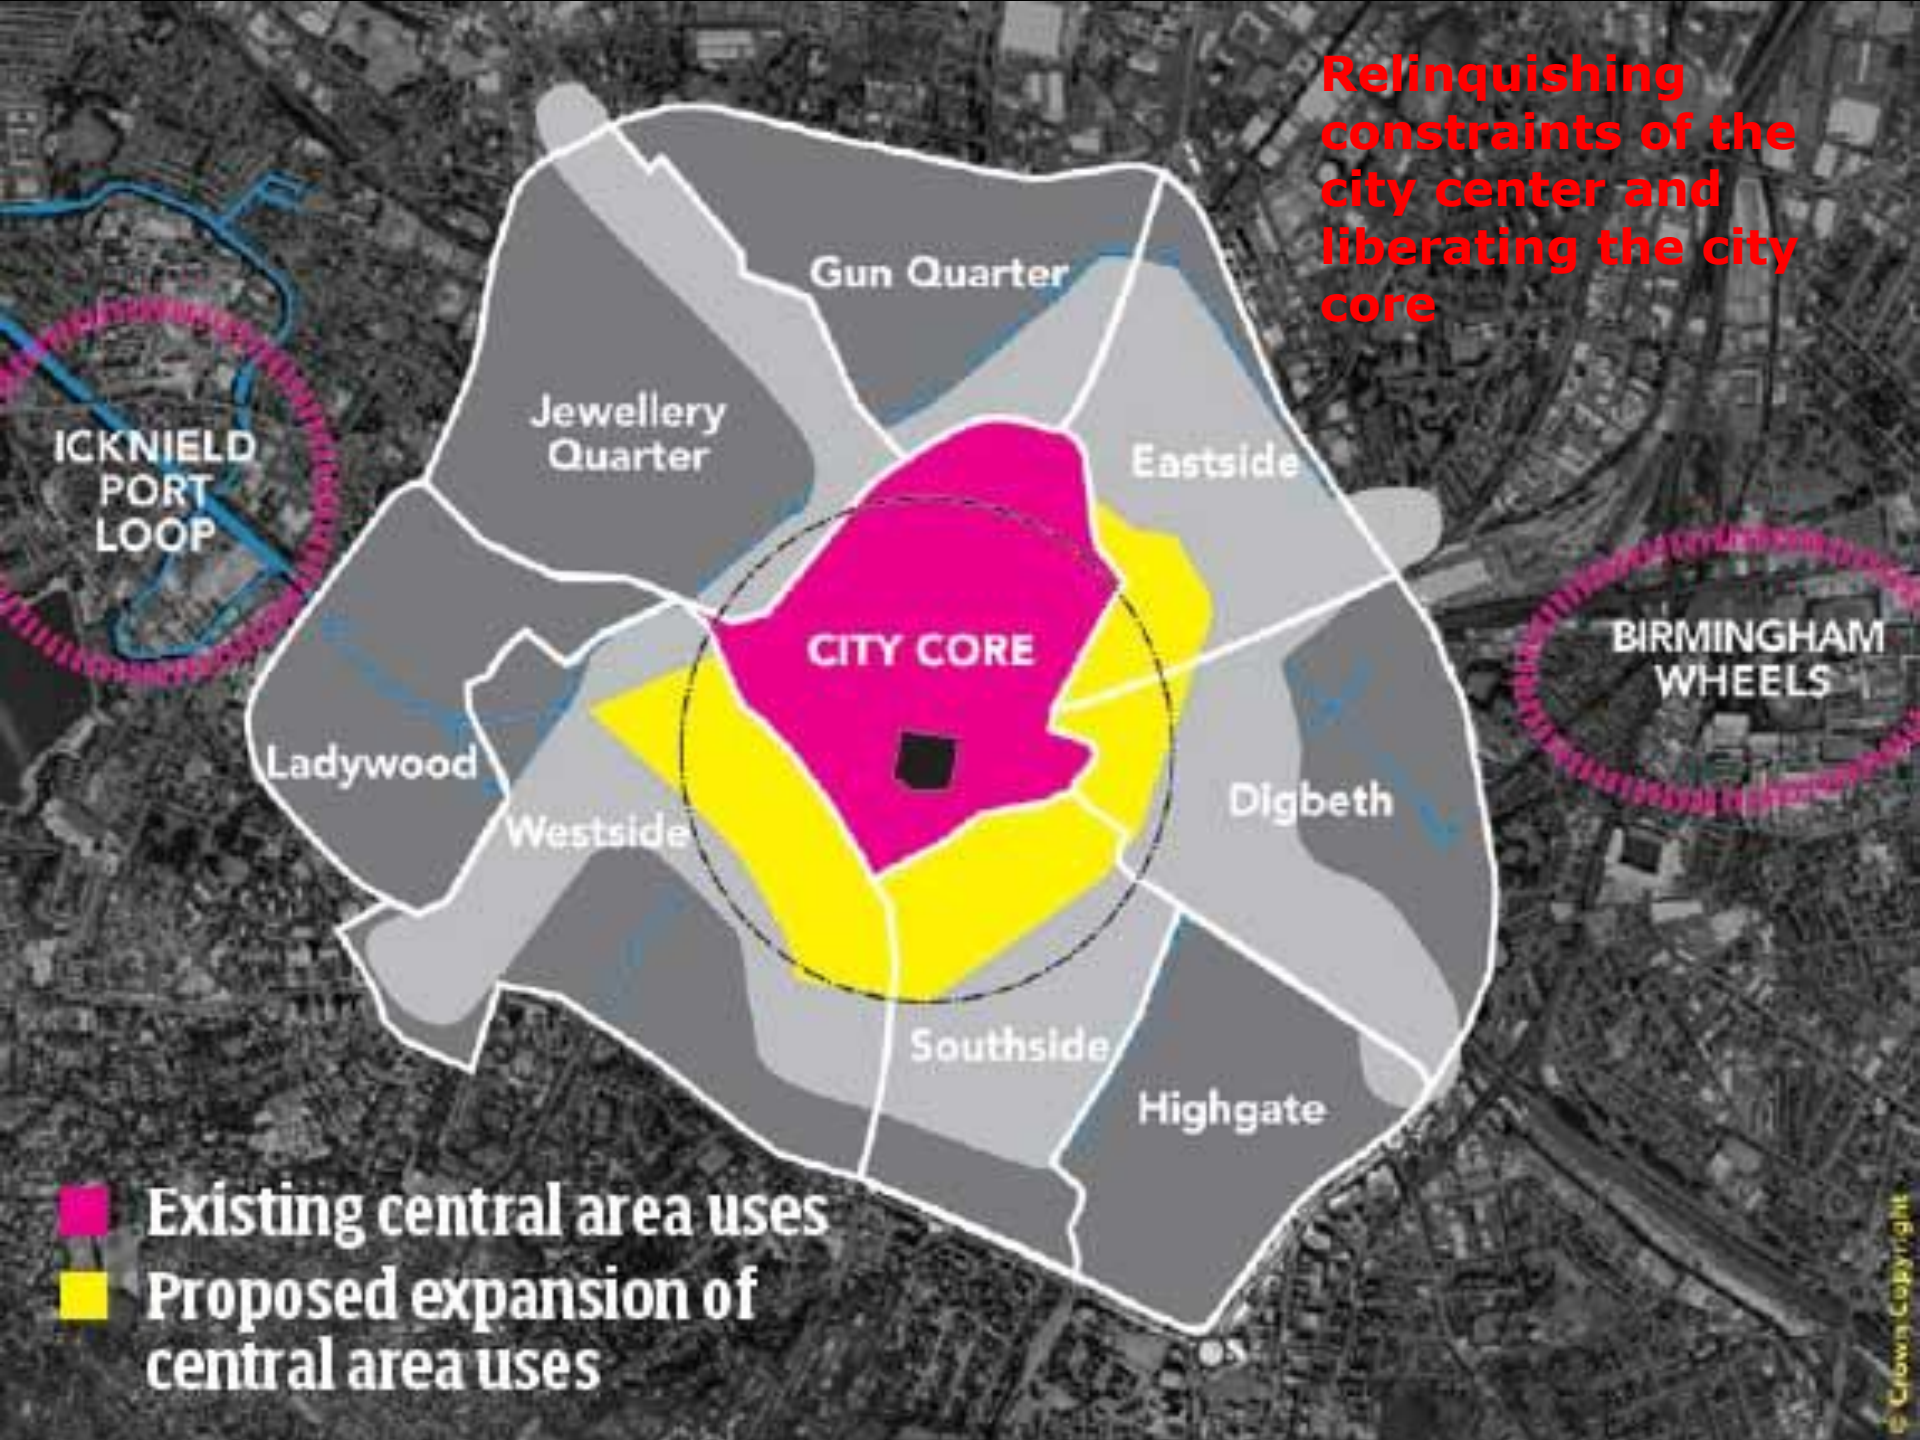 Relinquishing
constraints of the
city center and
liberating the city
core
Gun Quarter
Jewellery
Quarter
Eastside
ICKNIELD
PORT
LOOP
CITY CORE
BIRMINGHAM
WHEELS
Ladywood
Westside
Digbeth
Southside
Highgate
Existing central area uses
Proposed expansion of
central area uses
© Crown Copyright